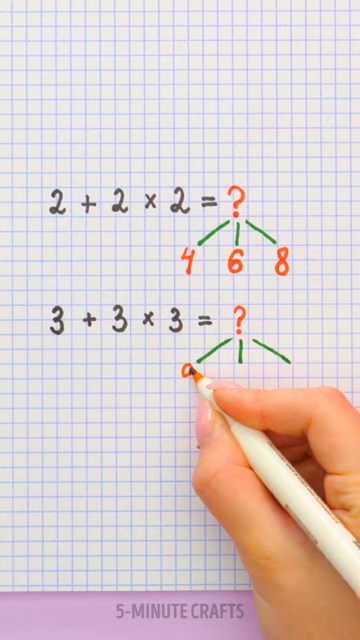 2 + 2 × 2 = ?
4 6 8
3 + 3 × 3 = ?
5-MINUTE CRAFTS